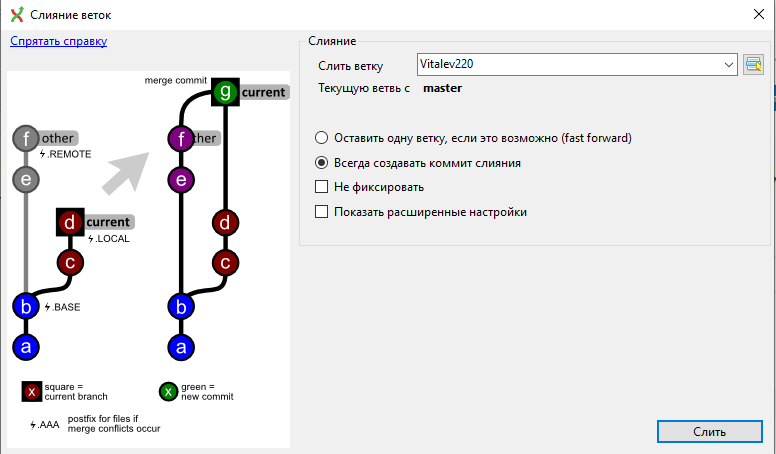 Слияние веток
Спрятать справку
merge commit
g current
f other
.REMOTE
e
d current
.LOCAL
c
b .BASE
a
f ther
e
d
c
b
a
x square =
current branch
x green =
new commit
.AAA postfix for files if
merge conflicts occur
Слияние
Слить ветку Vitalev220
Текущую ветвь с master
Оставить одну ветку, если это возможно (fast forward)
Всегда создавать коммит слияния
Не фиксировать
Показать расширенные настройки
Слить